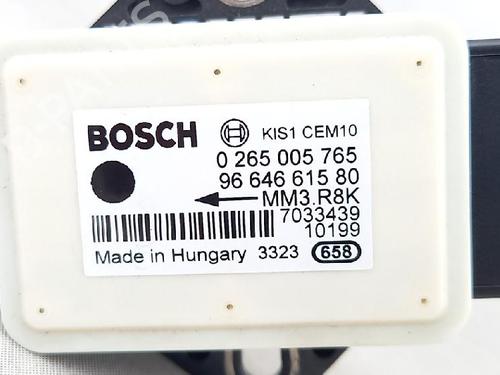 BOSCH KIS1 CEM10
0 265 005 765
96 646 615 80
MM3.R8K
7033439
10199
Made in Hungary 3323 658